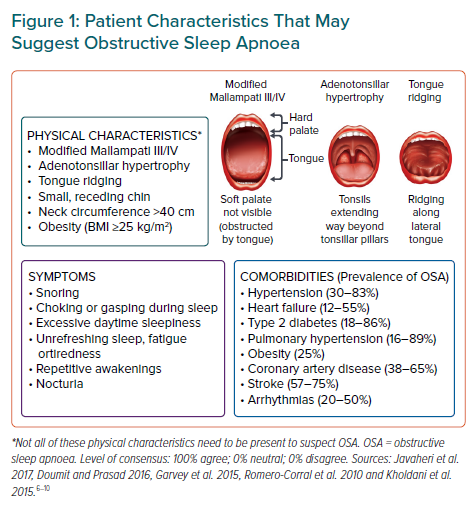 Figure 1: Patient Characteristics That May
Suggest Obstructive Sleep Apnoea
PHYSICAL CHARACTERISTICS*
• Modified Mallampati III/IV
• Adenotonsillar hypertrophy
• Tongue ridging
• Small, receding chin
• Neck circumference >40 cm
• Obesity (BMI ≥25 kg/m²)
Modified
Mallampati III/IV
Hard
palate
Tongue
Soft palate
not visible
(obstructed
by tongue)
Adenotonsillar
hypertrophy
Tonsils
extending
way beyond
tonsillar pillars
Tongue
ridging
Ridging
along
lateral
tongue
SYMPTOMS
• Snoring
• Choking or gasping during sleep
• Excessive daytime sleepiness
• Unrefreshing sleep, fatigue
ortiredness
• Repetitive awakenings
• Nocturia
COMORBIDITIES (Prevalence of OSA)
• Hypertension (30–83%)
• Heart failure (12–55%)
• Type 2 diabetes (18–86%)
• Pulmonary hypertension (16–89%)
• Obesity (25%)
• Coronary artery disease (38–65%)
• Stroke (57–75%)
• Arrhythmias (20–50%)
*Not all of these physical characteristics need to be present to suspect OSA. OSA = obstructive
sleep apnoea. Level of consensus: 100% agree; 0% neutral; 0% disagree. Sources: Javaheri et al.
2017, Doumit and Prasad 2016, Garvey et al. 2015, Romero-Corral et al. 2010 and Kholdani et al.
2015.⁶⁻¹⁰